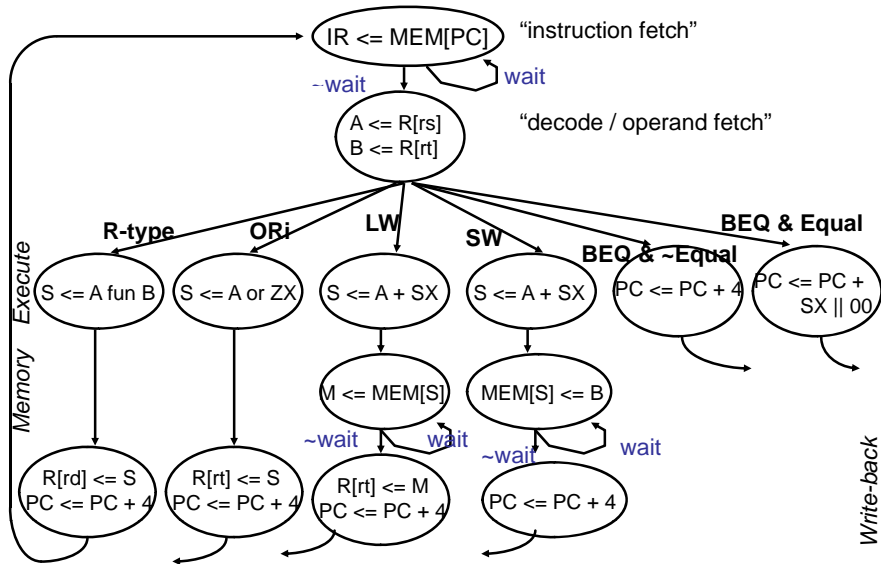 IR <= MEM[PC]
“instruction fetch”
~wait
wait
A <= R[rs]
B <= R[rt]
“decode / operand fetch”
R-type
ORi
LW
SW
BEQ & ~Equal
BEQ & Equal
Execute
S <= A fun B
S <= A or ZX
S <= A + SX
S <= A + SX
PC <= PC + 4
PC <= PC +
SX || 00
Memory
M <= MEM[S]
MEM[S] <= B
~wait
wait
~wait
wait
R[rd] <= S
PC <= PC + 4
R[rt] <= S
PC <= PC + 4
R[rt] <= M
PC <= PC + 4
PC <= PC + 4
Write-back